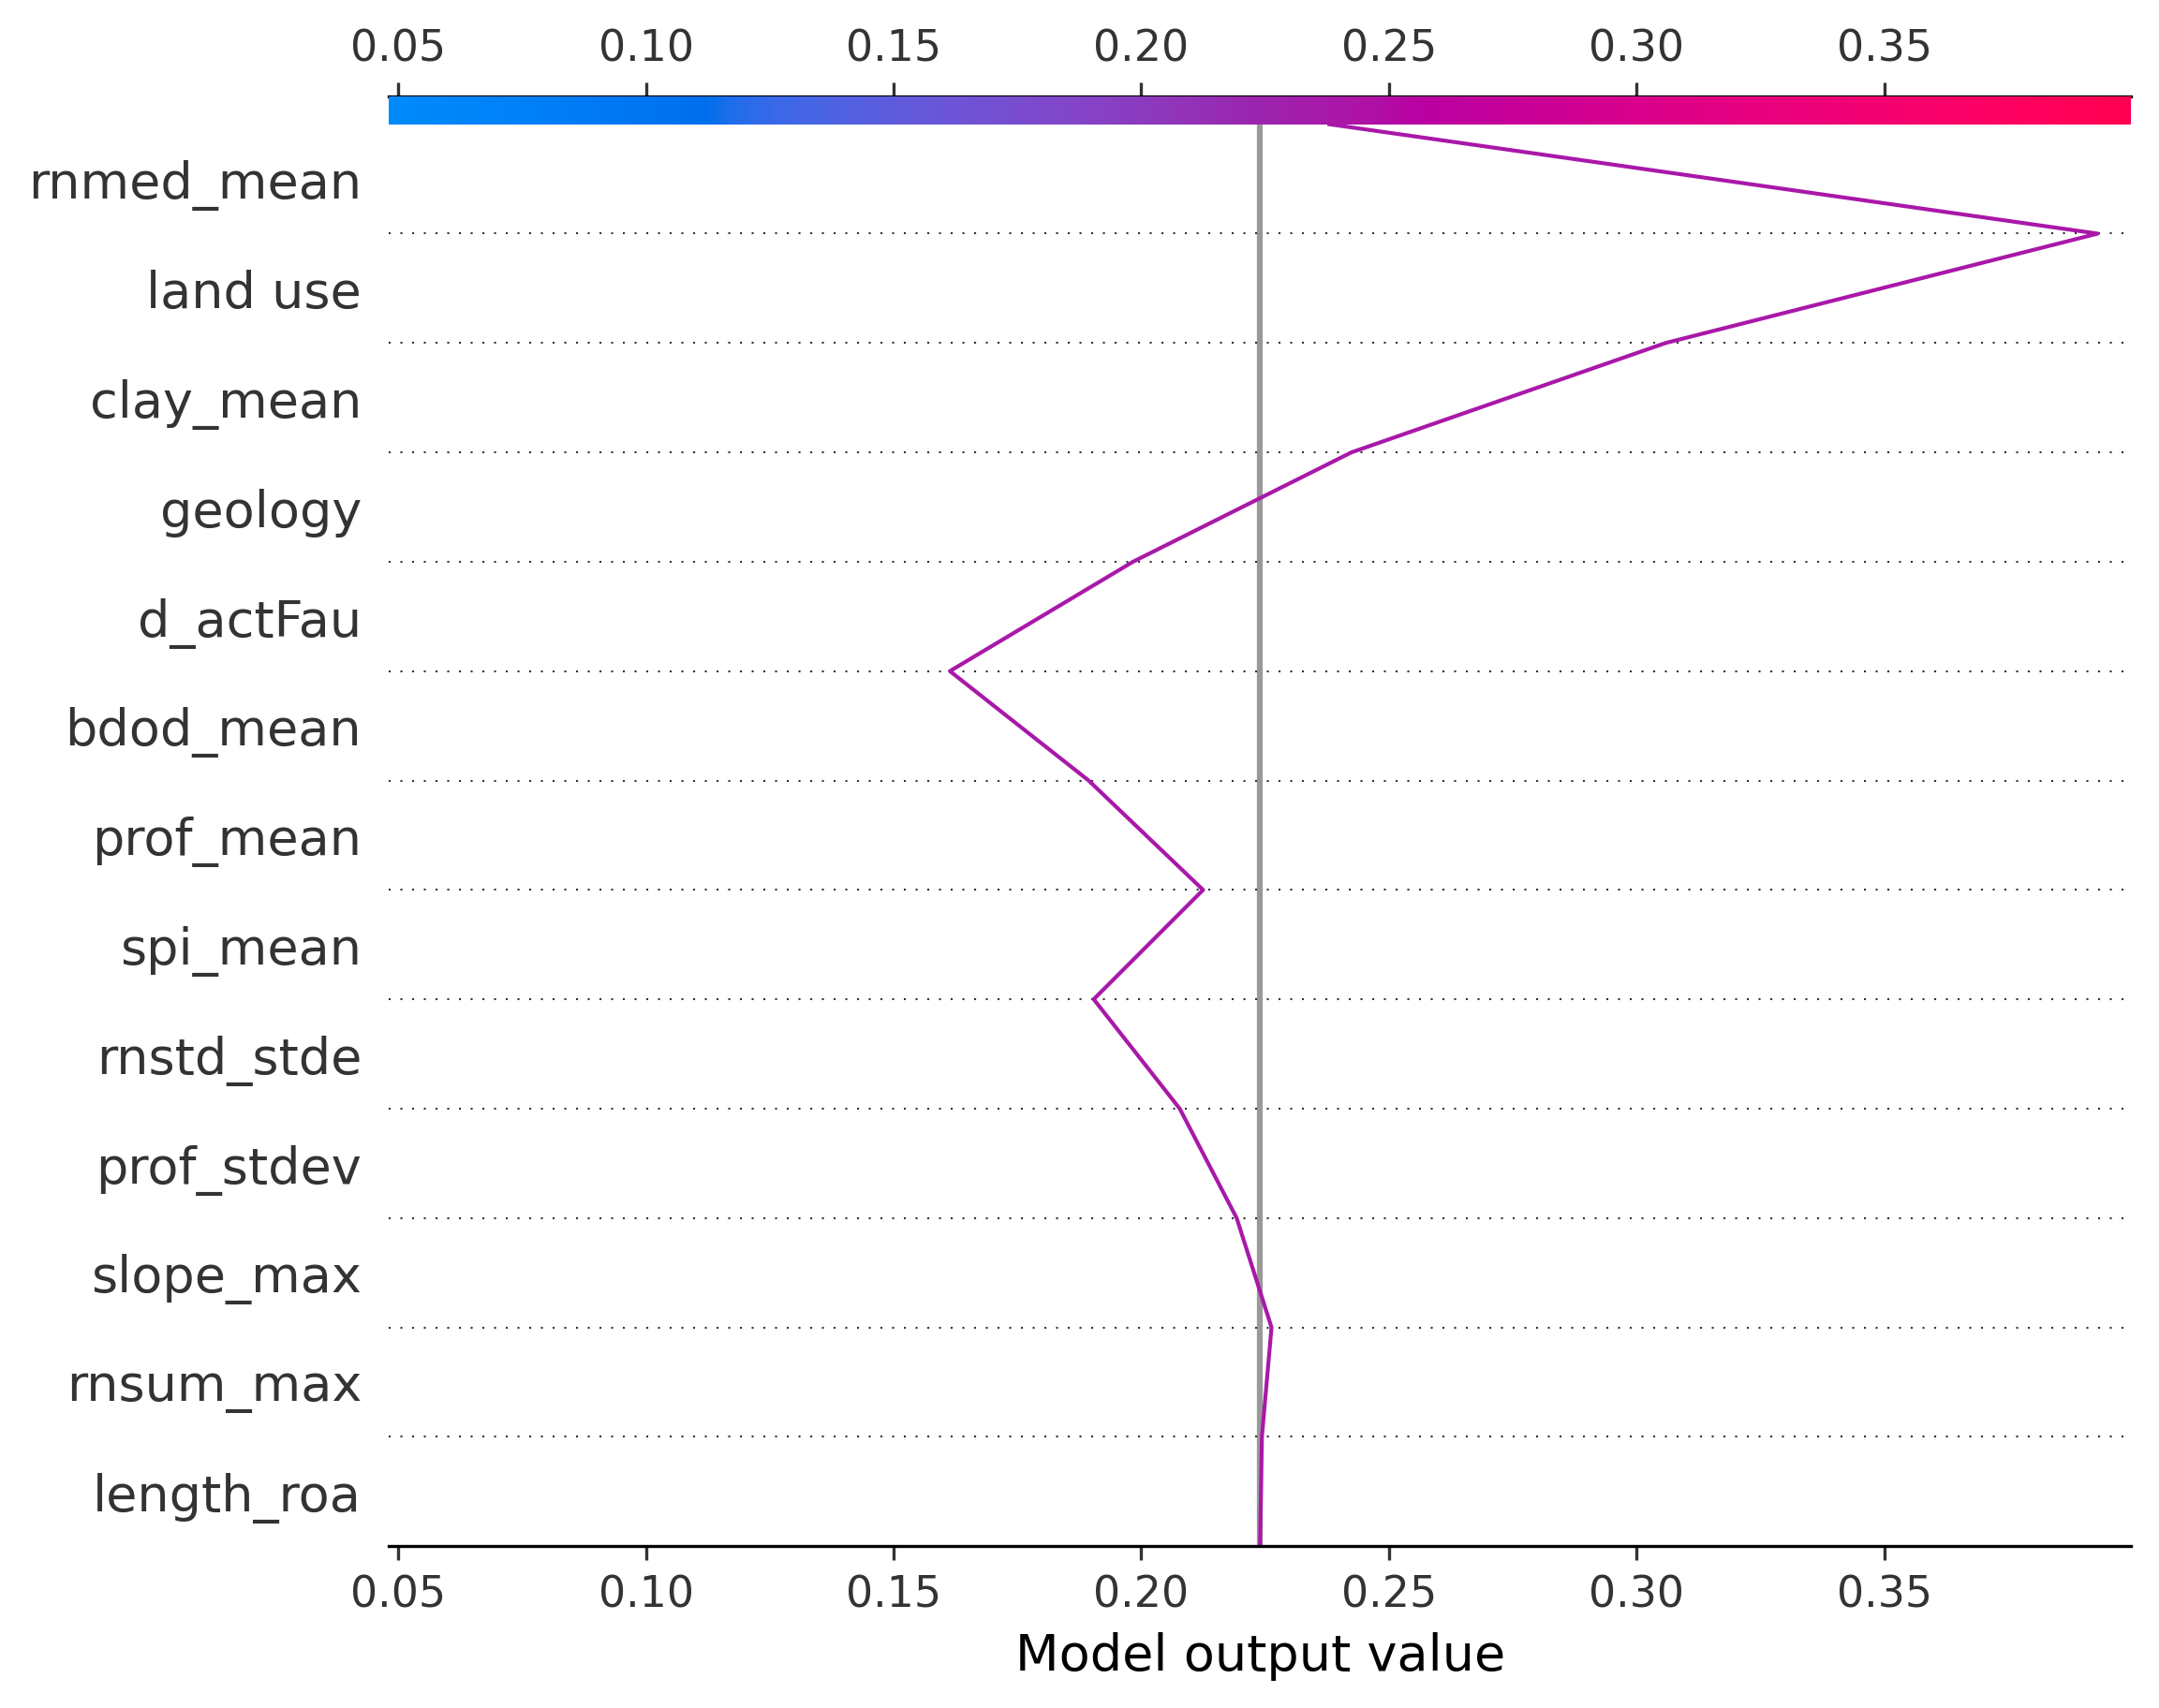 0.05 0.10 0.15 0.20 0.25 0.30 0.35
rnmed_mean
land use
clay_mean
geology
d_actFau
bdod_mean
prof_mean
spi_mean
rnstd_stde
prof_stdev
slope_max
rnsum_max
length_roa
0.05 0.10 0.15 0.20 0.25 0.30 0.35
Model output value